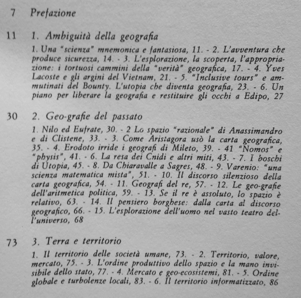 7 Prefazione
11 1. Ambiguità della geografia
1. Una "scienza" mnemonica e fantasiosa, 11. - 2. L'avventura che
produce sicurezza, 14. - 3. L'esplorazione, la scoperta, l'appropria-
zione: i tortuosi cammini della "verità" geografica, 17. - 4. Yves
Lacoste e gli argini del Vietnam, 21. - 5. "Inclusive tours" e am-
mutinati del Bounty. L'utopia che diventa geografia, 23. - 6. Un
piano per liberare la geografia e restituire gli occhi a Edipo, 27
30 2. Geo-grafie del passato
1. Nilo ed Eufrate, 30. - 2. Lo spazio "razionale" di Anassimandro
e di Clistene, 33. - 3. Come Aristagora usò la carta geografica,
35. - 4. Erodoto irride i geografi di Mileto, 39. - 41 "Nomos" e
"physis", 41. - 6. La resa dei Cnidi e altri miti, 43. - 7. I boschi
di Utopia, 45. - 8. Da Chiaravalle a Sagres, 48. - 9. Varenio: "una
scienza matematica mista", 51. - 10. Il discorso silenzioso della
carta geografica, 54. - 11. Geografi del re, 57. - 12. Le geo-grafie
dell'aritmetica politica, 59. - 13. Se il re è assoluto, lo spazio è
relativo, 63. - 14. Il pensiero borghese: dalla carta al discorso
geografico, 66. - 15. L'esplorazione dell'uomo nel vasto teatro del-
l'universo, 68
73 3. Terra e territorio
1. Il territorio delle società umane, 73. - 2. Territorio, valore,
mercato, 75. - 3. L'ordine produttivo dello spazio e la mano invi-
sibile dello stato, 77. - 4. Mercato e geo-ecosistemi, 81. - 5. Ordine
globale e turbolenze locali, 83. - 6. Il territorio informatizzato, 86